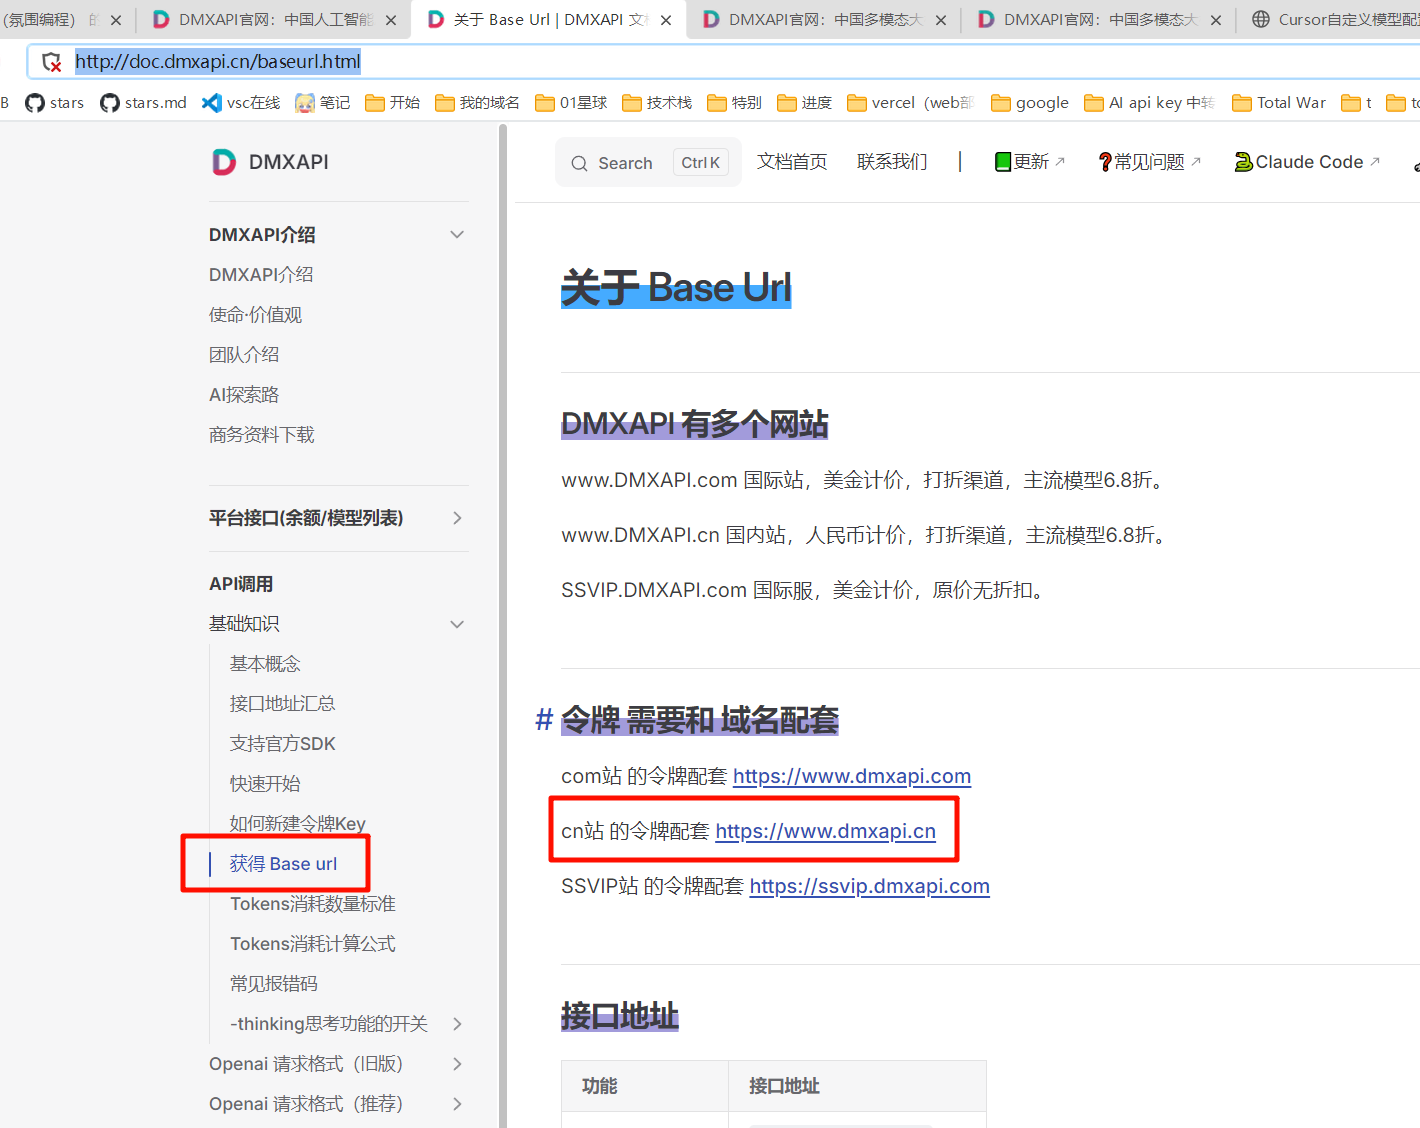 (氛围编程) 的
DMXAPI官网：中国人工智能
关于 Base Url | DMXAPI 文
DMXAPI官网：中国多模态大
DMXAPI官网：中国多模态大
Cursor自定义模型配
http://doc.dmxapi.cn/baseurl.html
B
stars
stars.md
vsc在线
笔记
开始
我的域名
01星球
技术栈
特别
进度
vercel（web部
google
AI api key 中转
Total War
t
DMXAPI
Search
Ctrl K
文档首页
联系我们
|
更新
常见问题
Claude Code
DMXAPI介绍
DMXAPI介绍
使命·价值观
团队介绍
AI探索路
商务资料下载
平台接口(余额/模型列表)
API调用
基础知识
基本概念
接口地址汇总
支持官方SDK
快速开始
如何新建令牌Key
获得 Base url
Tokens消耗数量标准
Tokens消耗计算公式
常见报错码
-thinking思考功能的开关
Openai 请求格式（旧版）
Openai 请求格式（推荐）
关于 Base Url
DMXAPI 有多个网站
www.DMXAPI.com 国际站，美金计价，打折渠道，主流模型6.8折。
www.DMXAPI.cn 国内站，人民币计价，打折渠道，主流模型6.8折。
SSVIP.DMXAPI.com 国际服，美金计价，原价无折扣。
# 令牌 需要和 域名配套
com站 的令牌配套 https://www.dmxapi.com
cn站 的令牌配套 https://www.dmxapi.cn
SSVIP站 的令牌配套 https://ssvip.dmxapi.com
接口地址
功能
接口地址